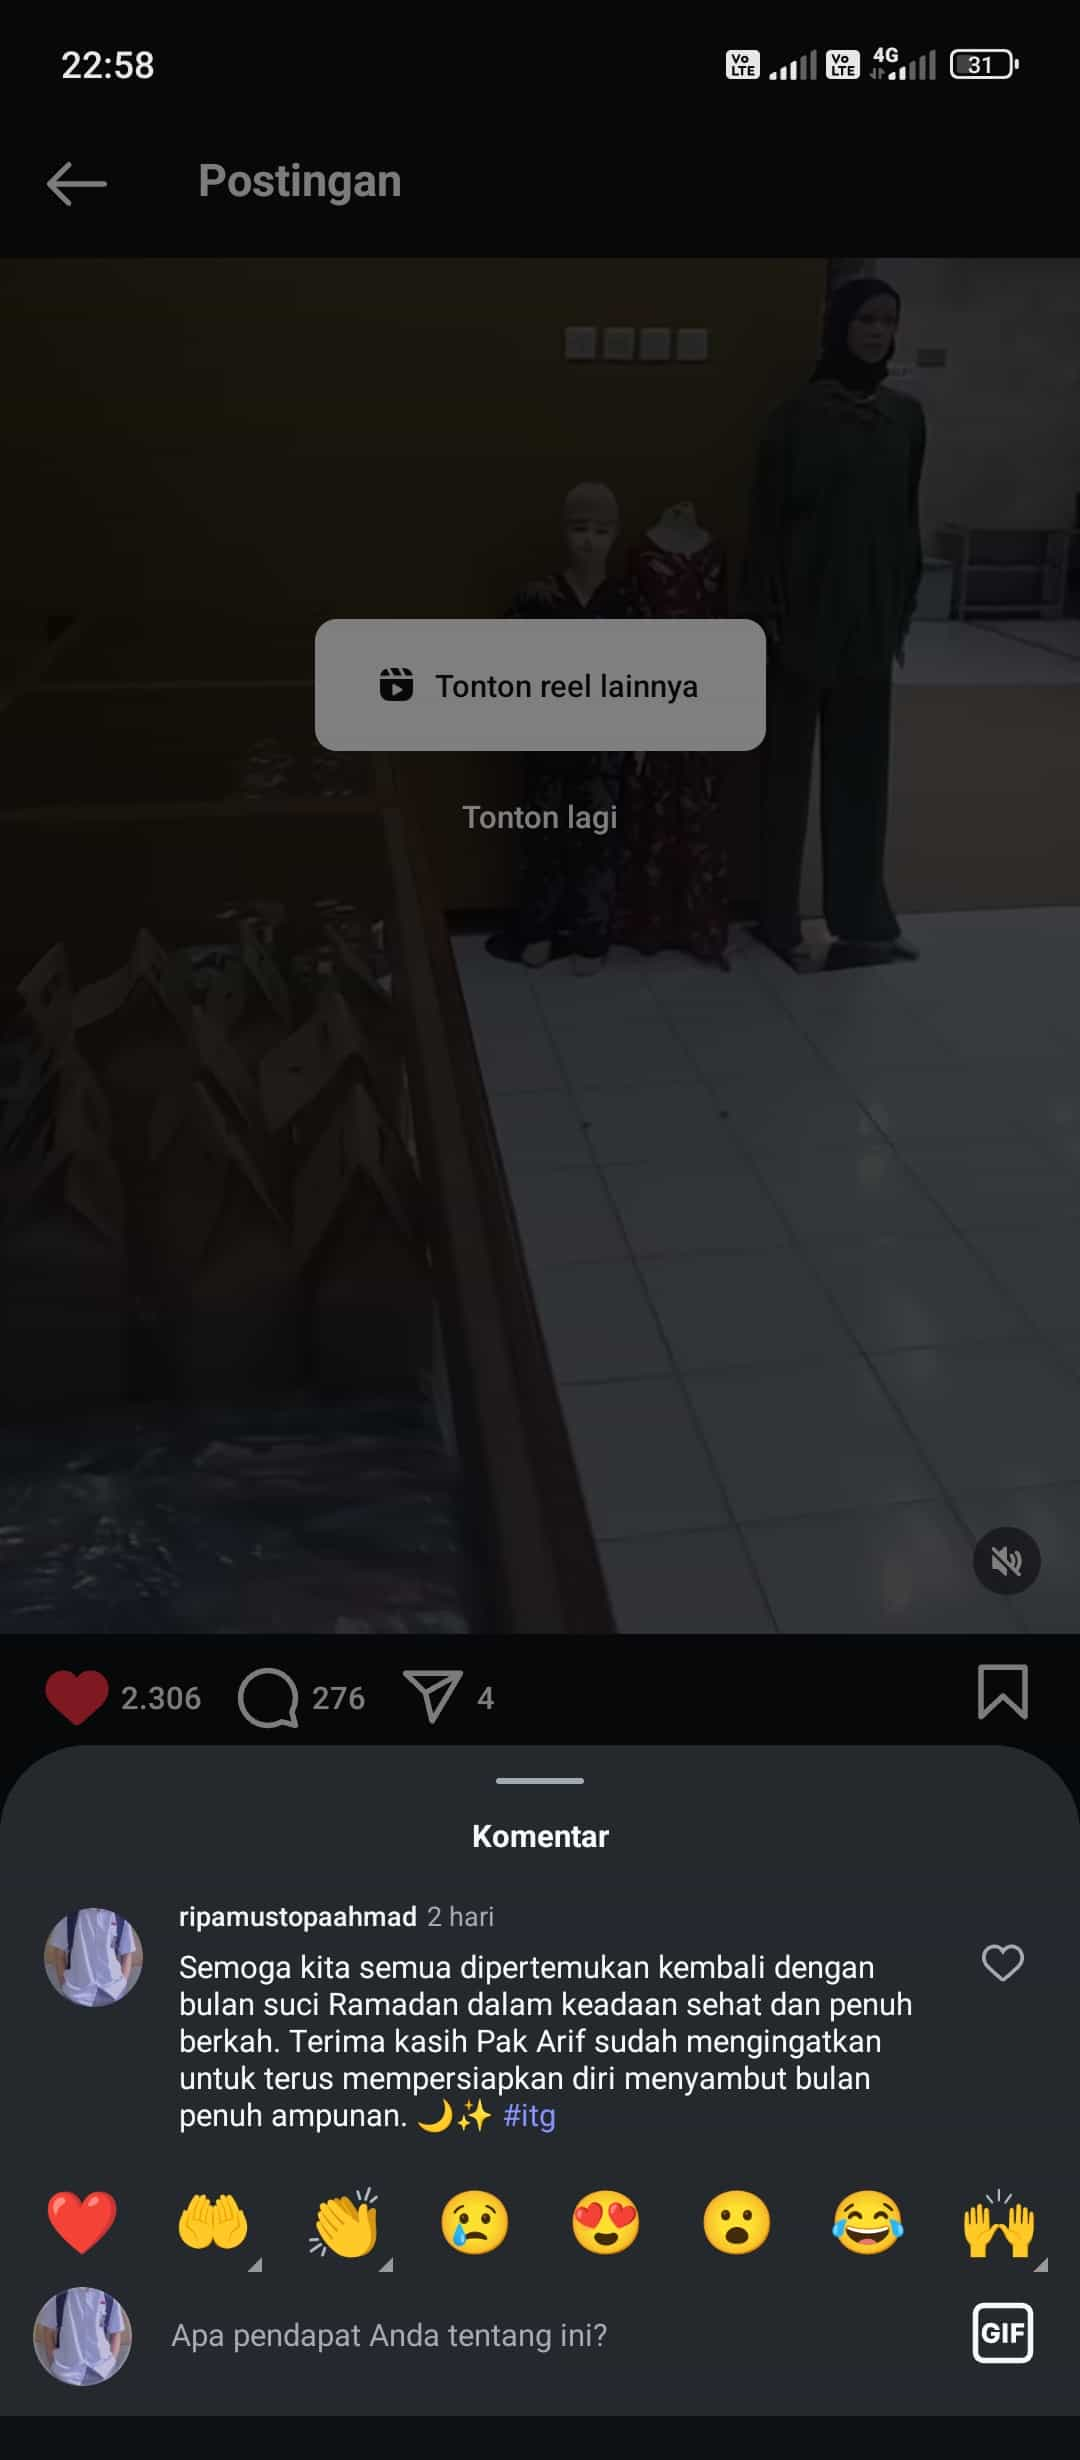 22:58
Vo LTE Vo LTE 4G 31
Postingan
Tonton reel lainnya
Tonton lagi
2.306 276 4
Komentar
ripamustopaahmad 2 hari
Semoga kita semua dipertemukan kembali dengan
bulan suci Ramadan dalam keadaan sehat dan penuh
berkah. Terima kasih Pak Arif sudah mengingatkan
untuk terus mempersiapkan diri menyambut bulan
penuh ampunan. 🌙✨ #itg
Apa pendapat Anda tentang ini?
GIF